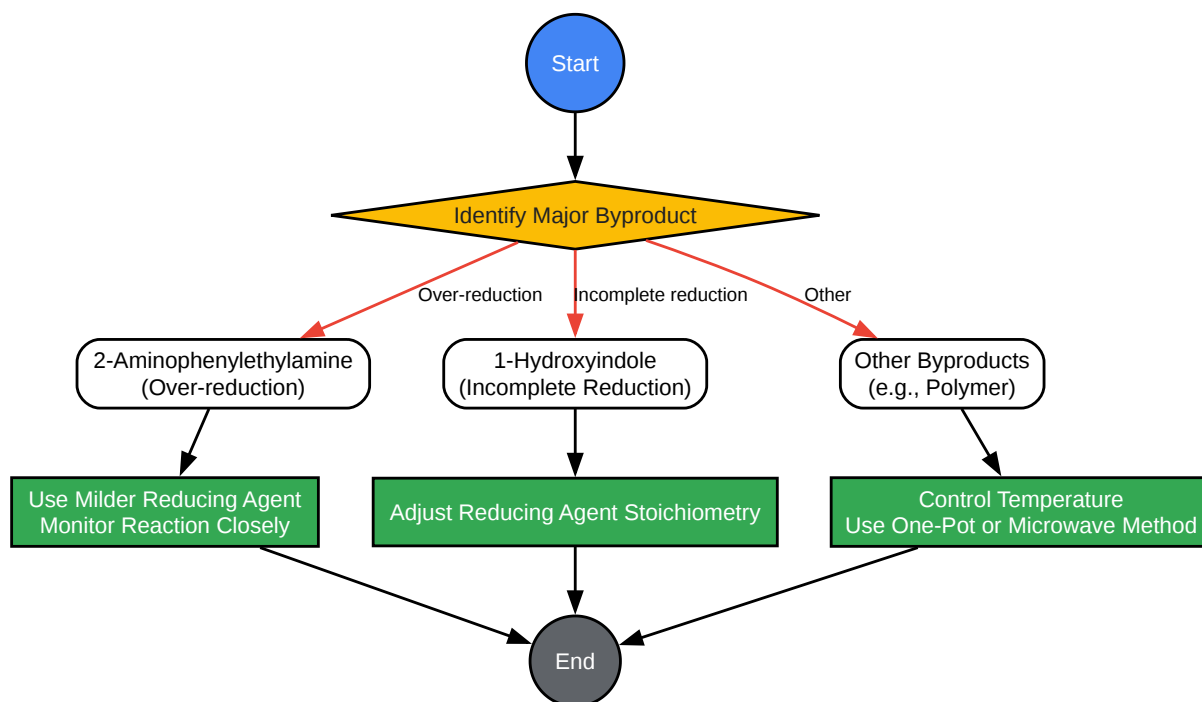 Start
Identify Major Byproduct
Over-reduction
Incomplete reduction
Other
2-Aminophenylethylamine
(Over-reduction)
1-Hydroxyindole
(Incomplete Reduction)
Other Byproducts
(e.g., Polymer)
Use Milder Reducing Agent
Monitor Reaction Closely
Adjust Reducing Agent Stoichiometry
Control Temperature
Use One-Pot or Microwave Method
End